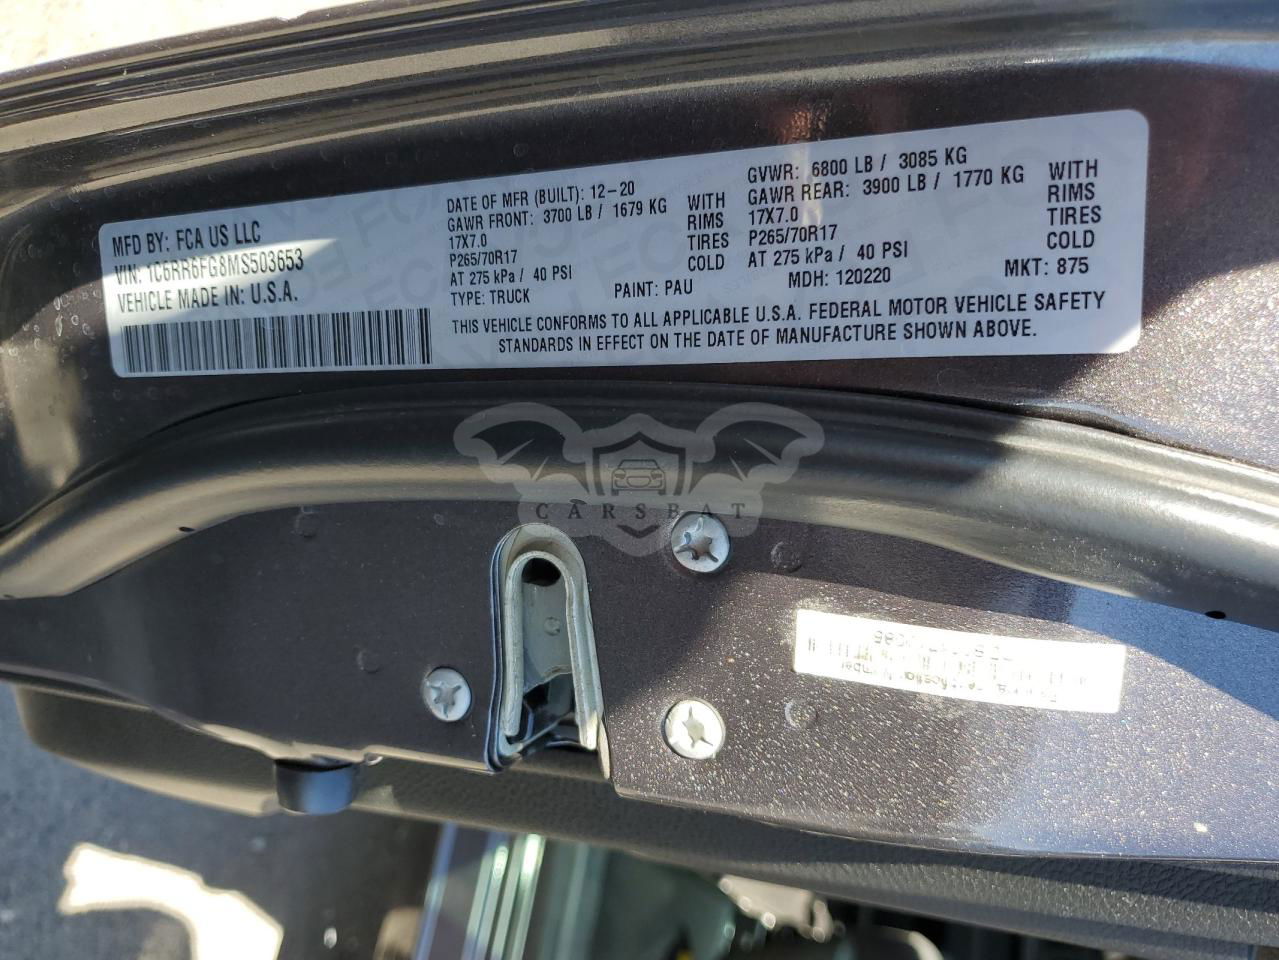 MFD BY: FCA US LLC
VIN: 1C6RR6FG8MS503653
VEHICLE MADE IN: U.S.A.
DATE OF MFR (BUILT): 12-20
GAWR FRONT: 3700 LB / 1679 KG WITH
17X7.0 RIMS
P265/70R17 TIRES
AT 275 kPa / 40 PSI COLD
TYPE: TRUCK PAINT: PAU
GVWR: 6800 LB / 3085 KG
GAWR REAR: 3900 LB / 1770 KG WITH
17X7.0 RIMS
P265/70R17 TIRES
AT 275 kPa / 40 PSI COLD
MDH: 120220 MKT: 875
THIS VEHICLE CONFORMS TO ALL APPLICABLE U.S.A. FEDERAL MOTOR VEHICLE SAFETY
STANDARDS IN EFFECT ON THE DATE OF MANUFACTURE SHOWN ABOVE.
CARSBAT
Number